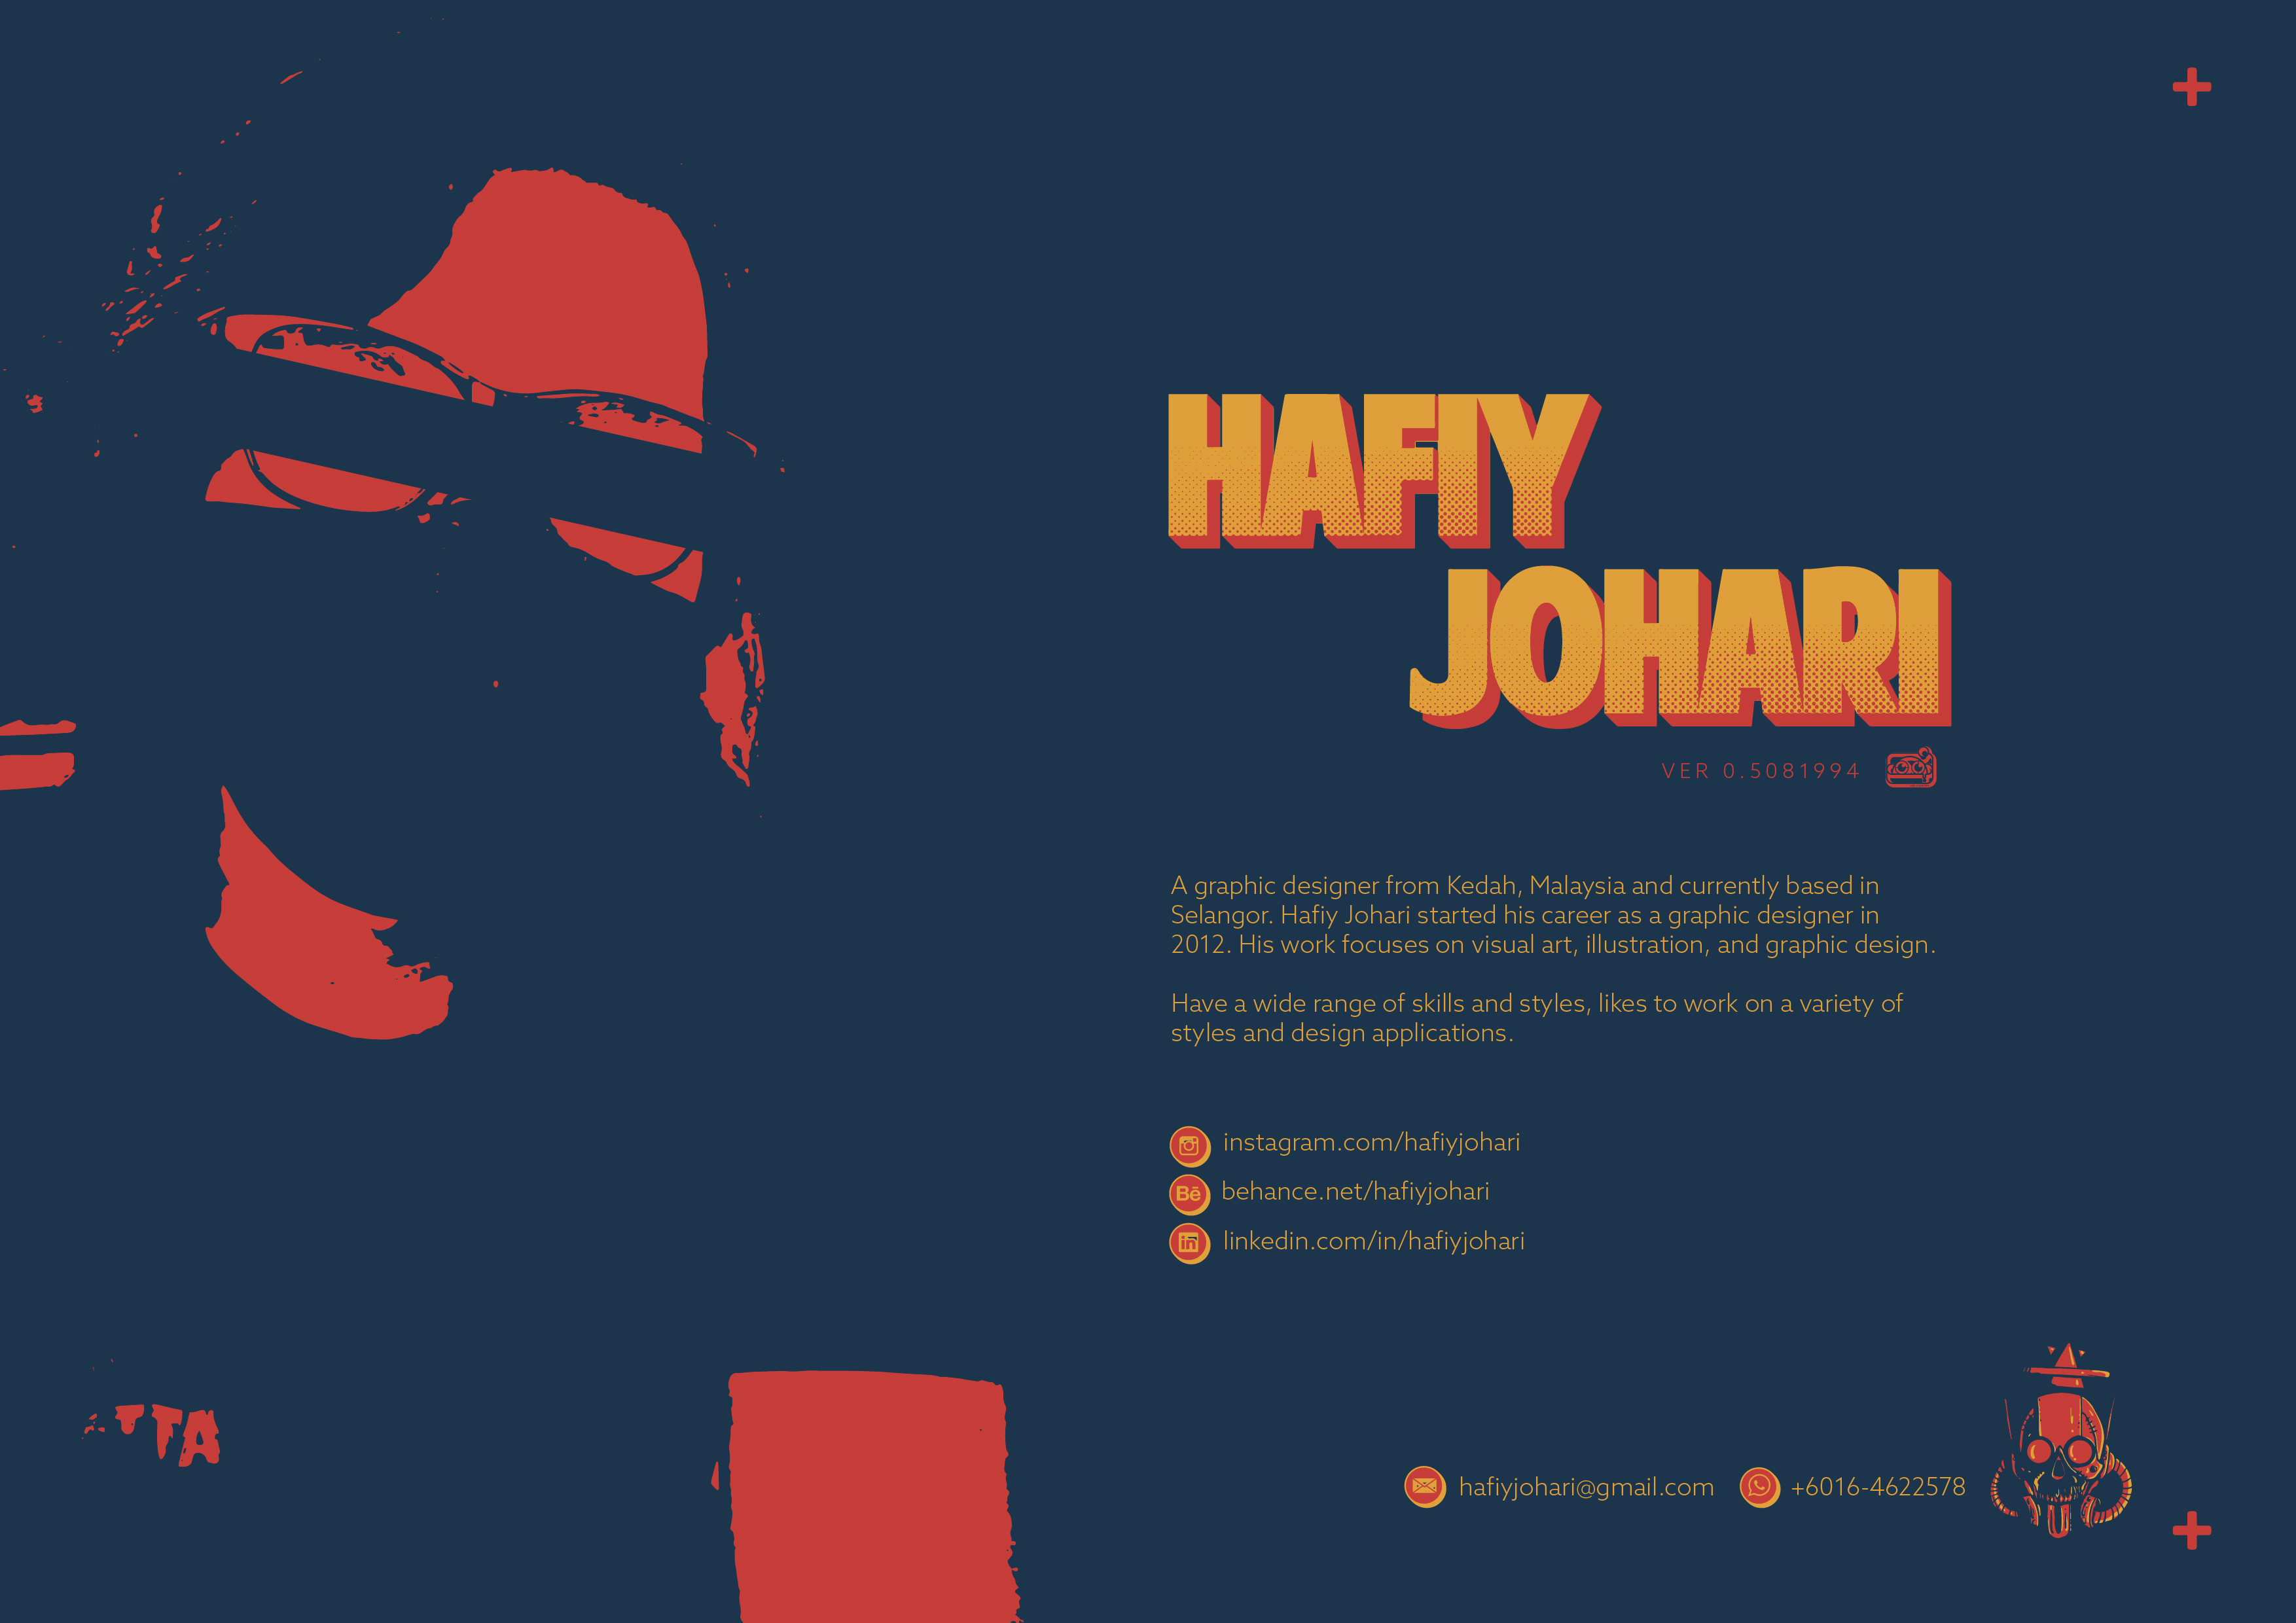 HAFIY
JOHARI
VER 0.5081994
A graphic designer from Kedah, Malaysia and currently based in
Selangor. Hafiy Johari started his career as a graphic designer in
2012. His work focuses on visual art, illustration, and graphic design.
Have a wide range of skills and styles, likes to work on a variety of
styles and design applications.
instagram.com/hafiyjohari
Bē behance.net/hafiyjohari
in linkedin.com/in/hafiyjohari
hafiyjohari@gmail.com +6016-4622578